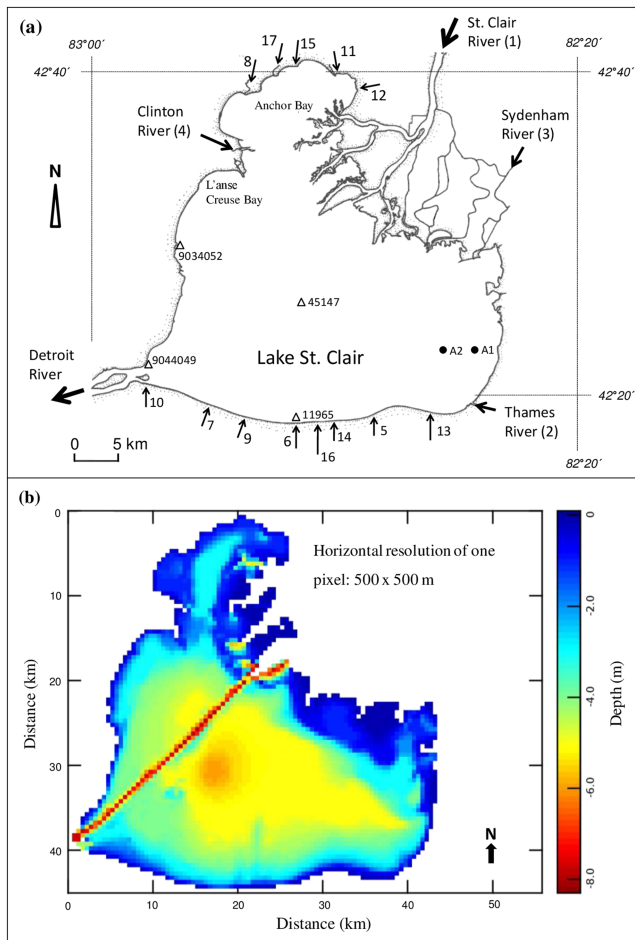 (a)
83°00'
42°40'
8
17
15
11
12
St. Clair
River (1)
82°20'
42°40'
Anchor Bay
Clinton
River (4)
Sydenham
River (3)
N
L'anse
Creuse Bay
9034052
45147
9044049
Lake St. Clair
A2
A1
Detroit
River
42°20'
10
7
9
11965
6
16
14
5
13
Thames
River (2)
0
5 km
82°20'
(b)
0
10
20
30
40
Distance (km)
Horizontal resolution of one
pixel: 500 x 500 m
N
0
10
20
30
40
50
Distance (km)
0
-2.0
-4.0
-6.0
-8.0
Depth (m)